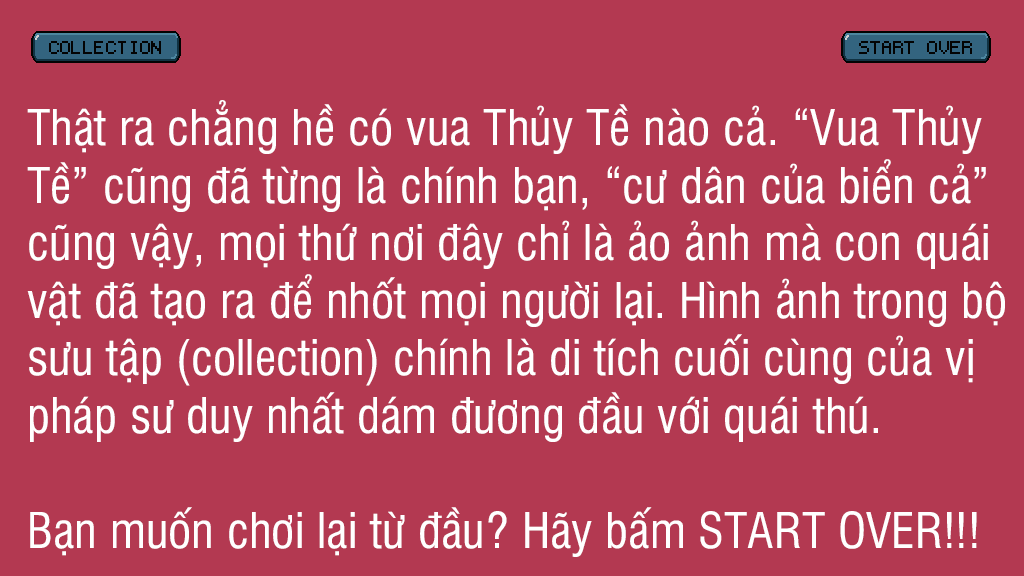 COLLECTION
START OVER
Thật ra chẳng hề có vua Thủy Tề nào cả. “Vua Thủy
Tề” cũng đã từng là chính bạn, “cư dân của biển cả”
cũng vậy, mọi thứ nơi đây chỉ là ảo ảnh mà con quái
vật đã tạo ra để nhốt mọi người lại. Hình ảnh trong bộ
sưu tập (collection) chính là di tích cuối cùng của vị
pháp sư duy nhất dám đương đầu với quái thú.
Bạn muốn chơi lại từ đầu? Hãy bấm START OVER!!!